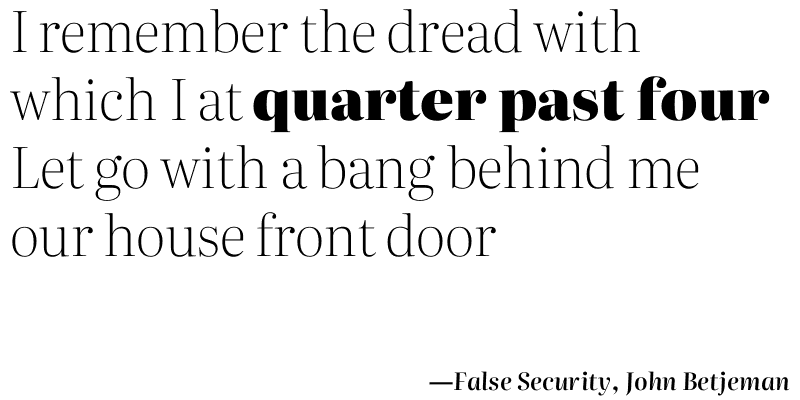 I remember the dread with
which I at quarter past four
Let go with a bang behind me
our house front door
—False Security, John Betjeman